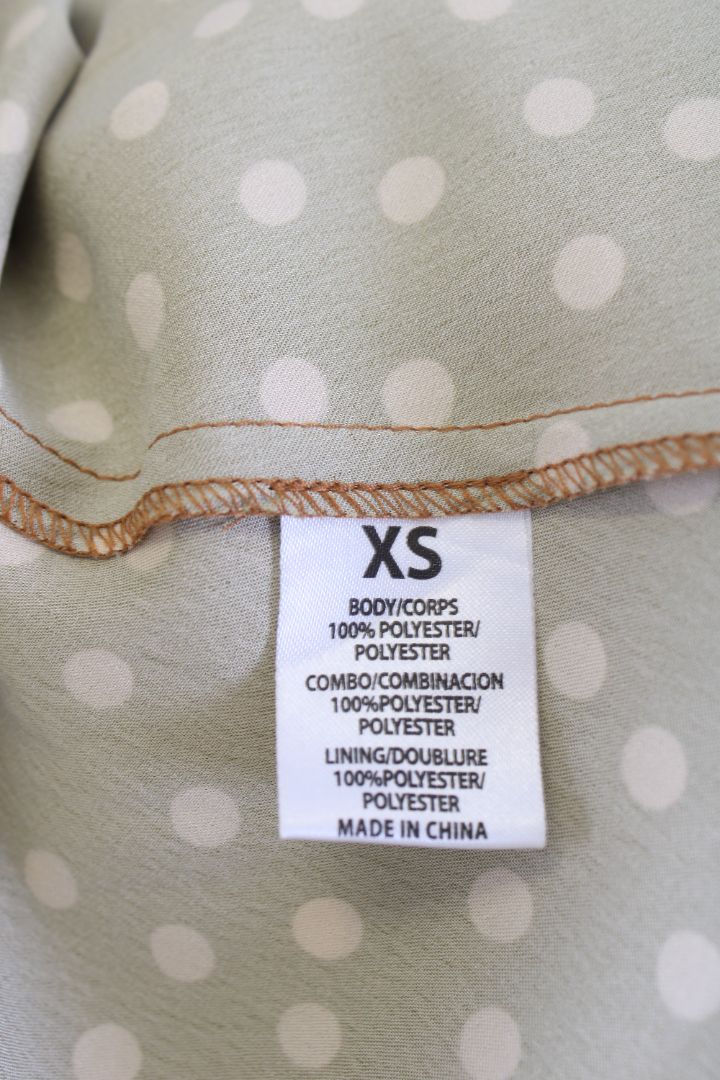 XS
BODY/CORPS
100% POLYESTER/
POLYESTER
COMBO/COMBINACION
100%POLYESTER/
POLYESTER
LINING/DOUBLURE
100%POLYESTER/
POLYESTER
MADE IN CHINA